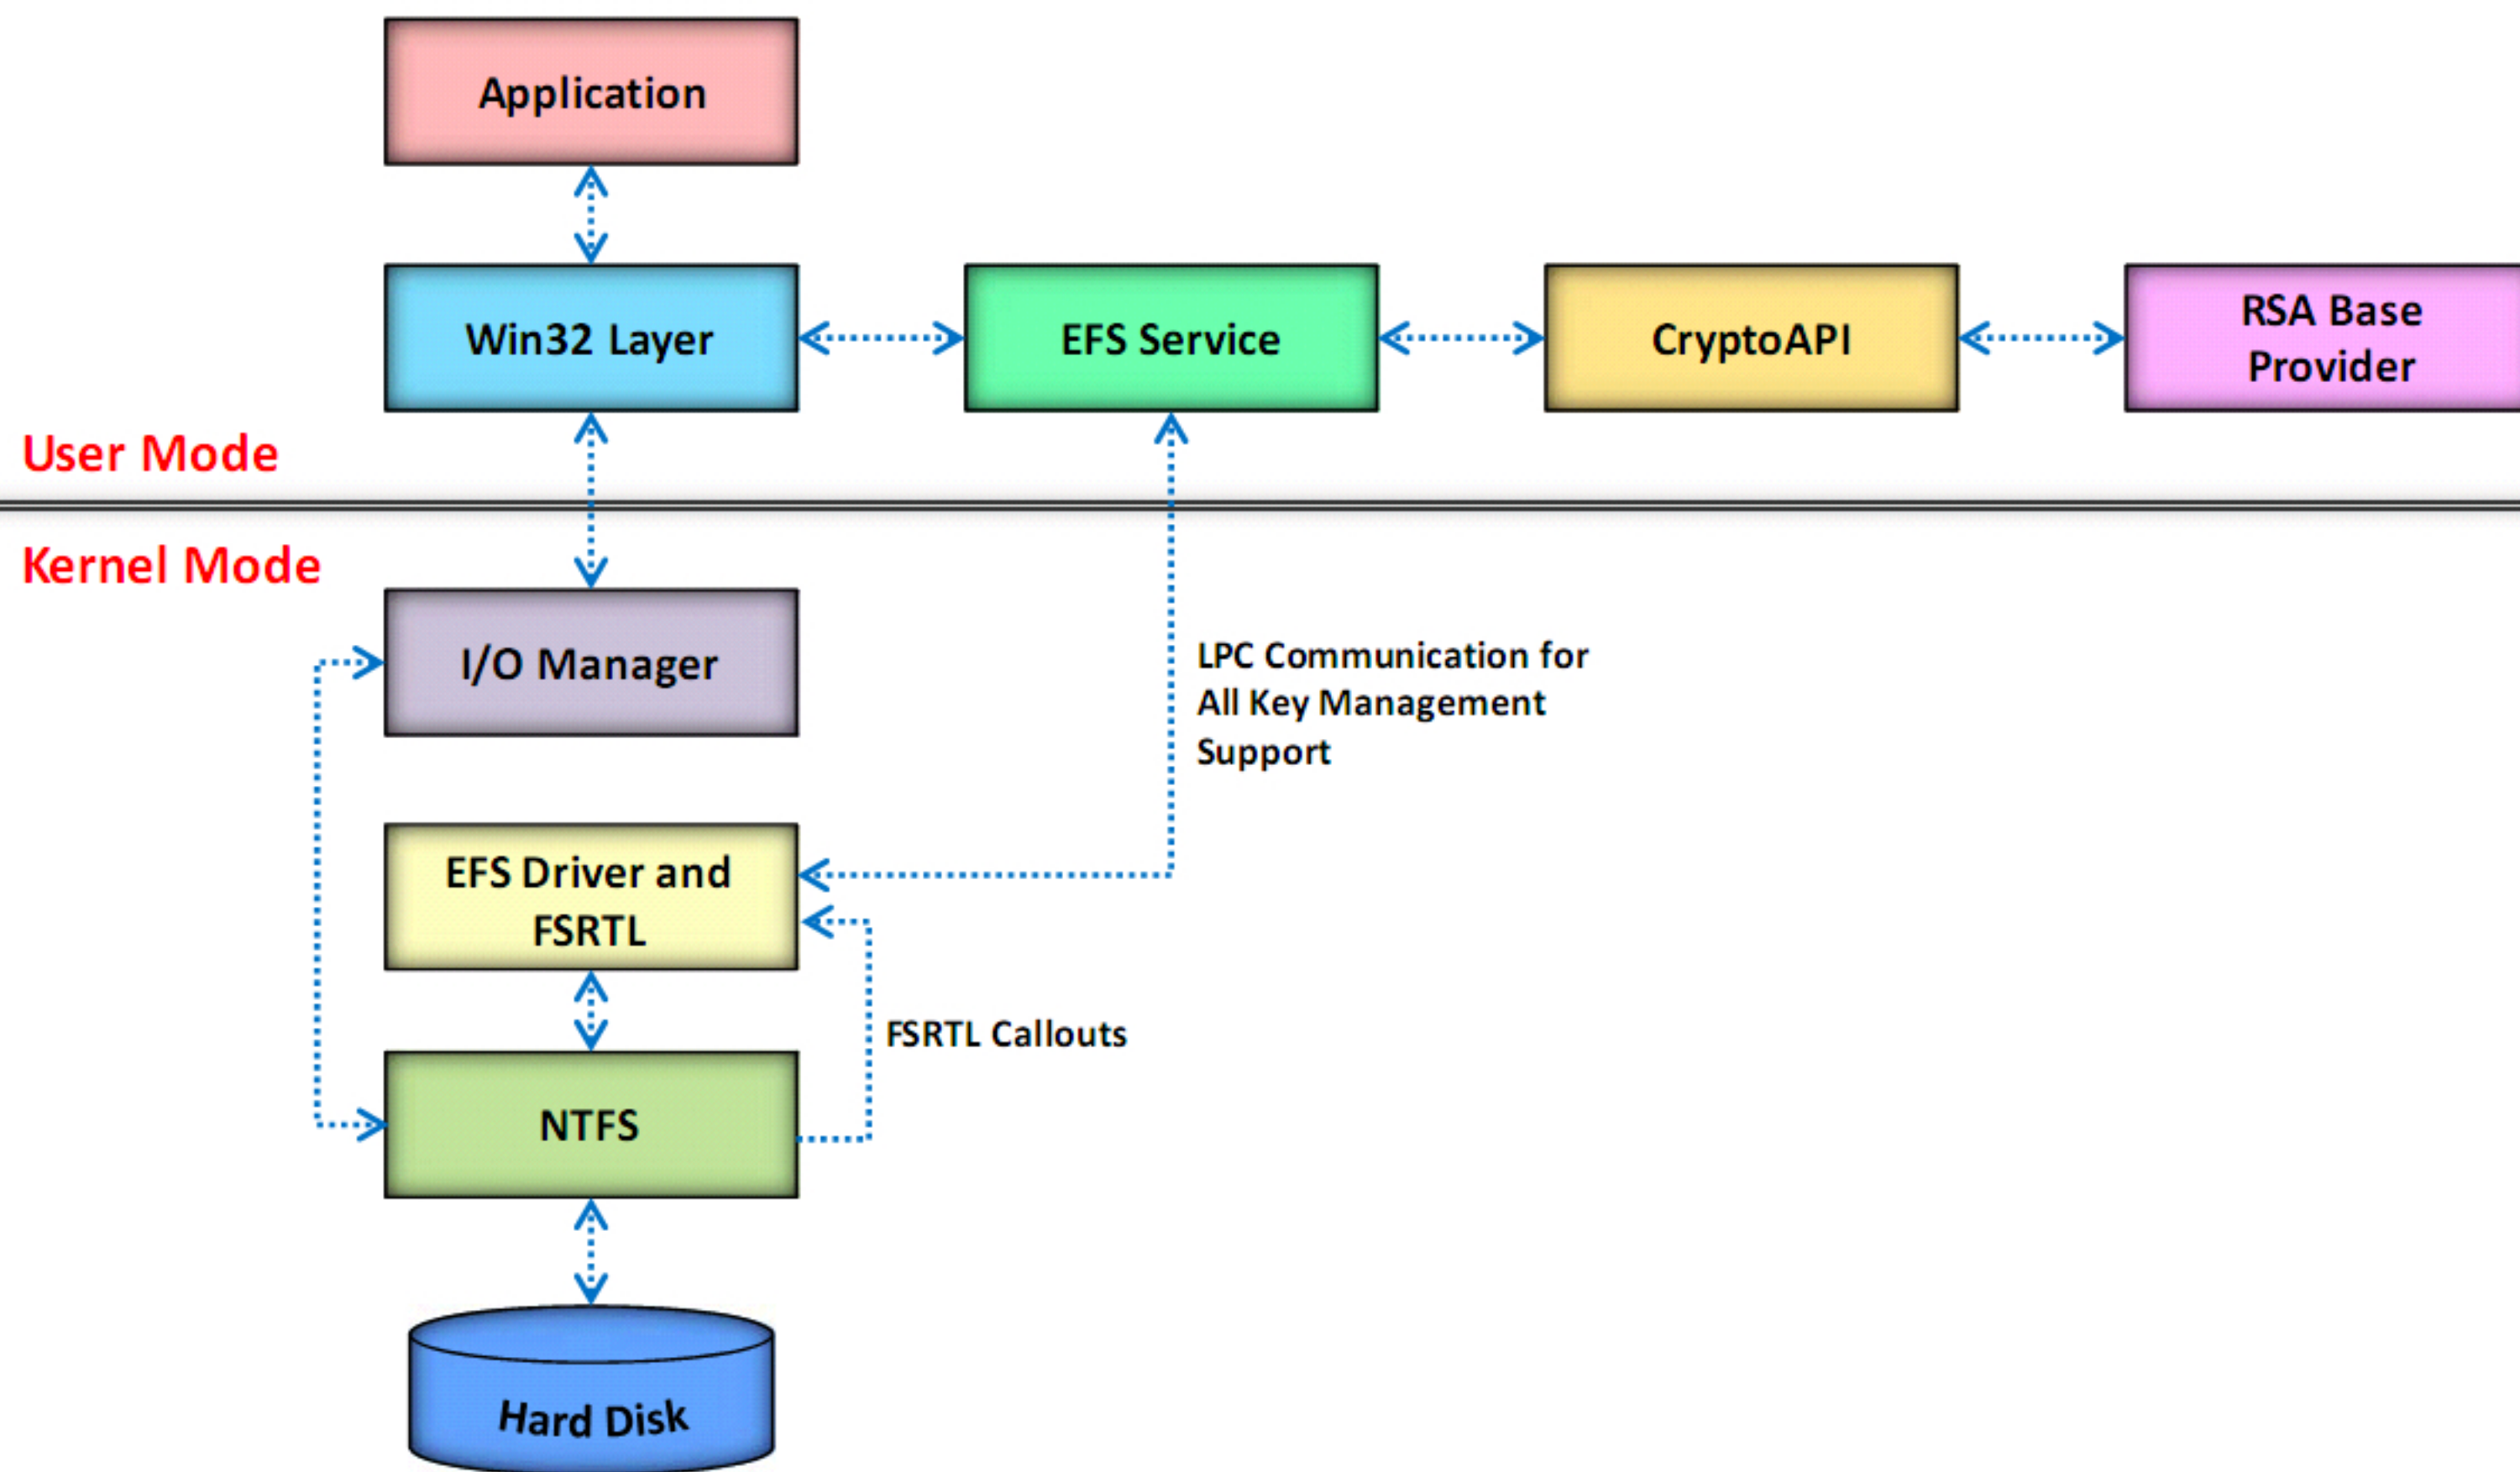 Application
Win32 Layer
EFS Service
CryptoAPI
RSA Base
Provider
User Mode
Kernel Mode
I/O Manager
LPC Communication for
All Key Management
Support
EFS Driver and
FSRTL
FSRTL Callouts
NTFS
Hard Disk